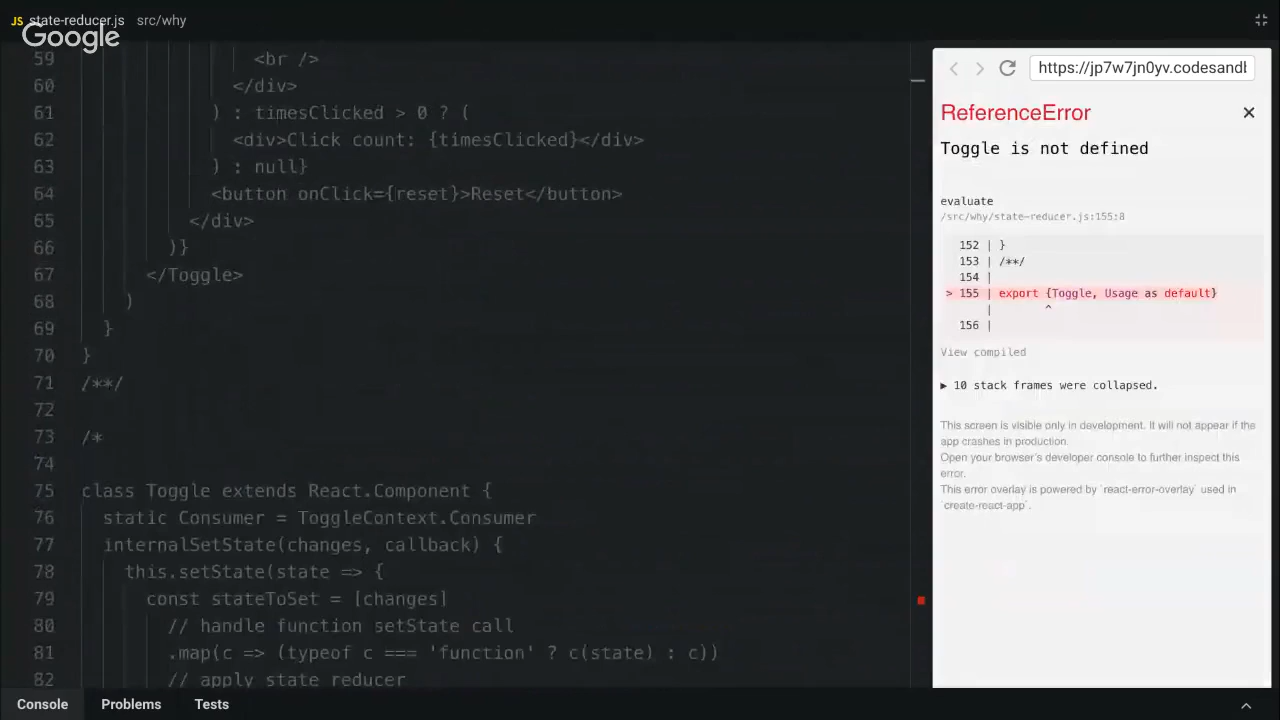 JS state-reducer.js src/why
Google
59 <br />
60 </div>
61 ) : timesClicked > 0 ? (
62 <div>Click count: {timesClicked}</div>
63 ) : null}
64 <button onClick={reset}>Reset</button>
65 </div>
66 )}
67 </Toggle>
68 )
69 }
70 }
71 /**/
72
73 /*
74
75 class Toggle extends React.Component {
76 static Consumer = ToggleContext.Consumer
77 internalSetState(changes, callback) {
78 this.setState(state => {
79 const stateToSet = [changes]
80 // handle function setState call
81 .map(c => (typeof c === 'function' ? c(state) : c))
82 // apply state reducer
https://jp7w7jn0yv.codesandb
ReferenceError
Toggle is not defined
evaluate
/src/why/state-reducer.js:155:8
152 | }
153 | /**/
154 |
> 155 | export {Toggle, Usage as default}
| ^
156 |
View compiled
▶ 10 stack frames were collapsed.
This screen is visible only in development. It will not appear if the
app crashes in production.
Open your browser's developer console to further inspect this
error.
This error overlay is powered by `react-error-overlay` used in
`create-react-app`.
Console Problems Tests